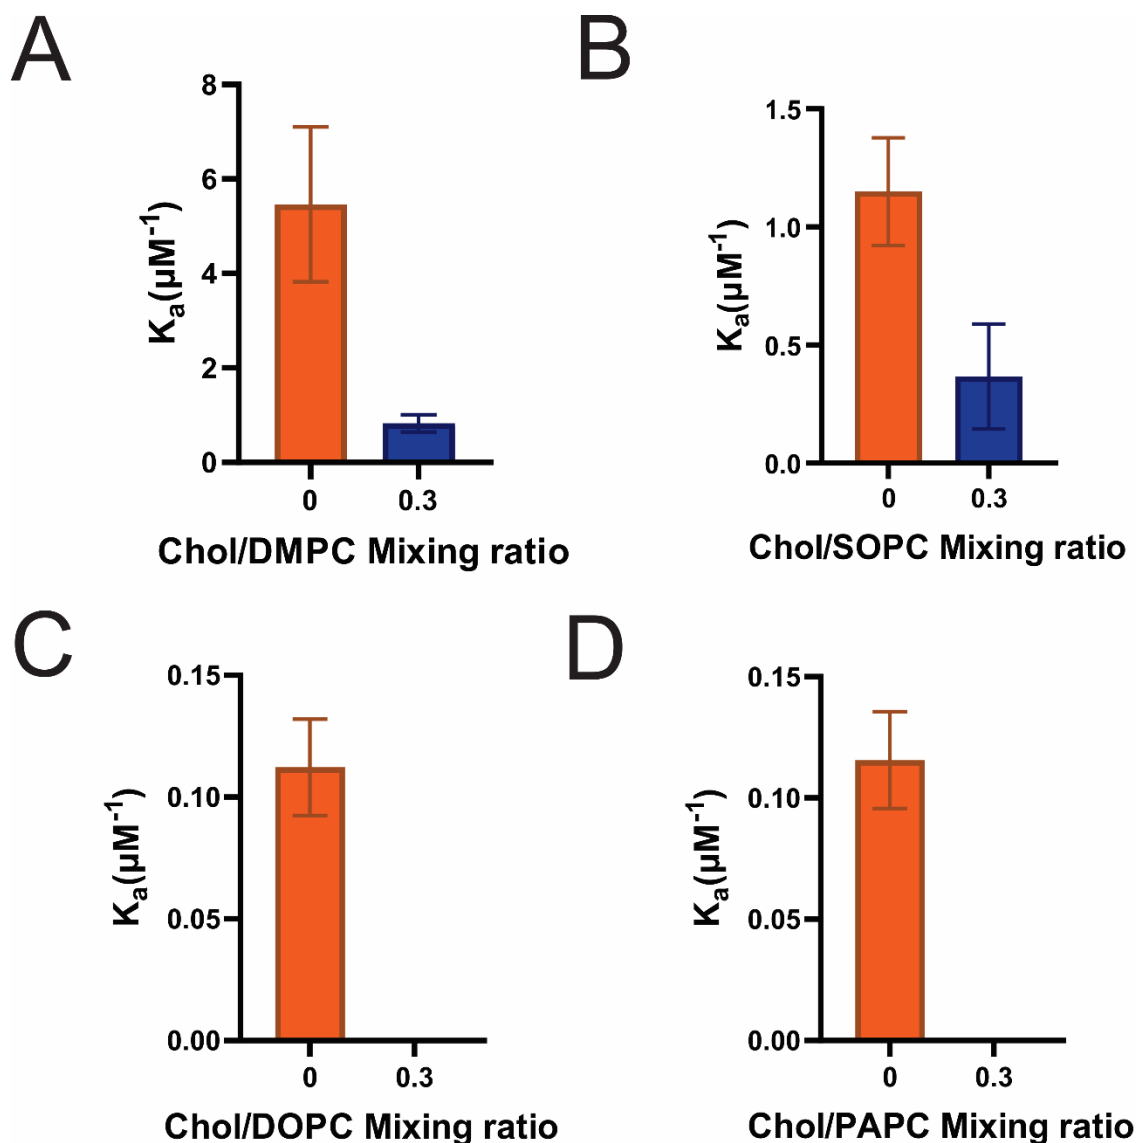 A
8
6
4
2
0
Ka(µM-1)
0 0.3
Chol/DMPC Mixing ratio
B
1.5
1.0
0.5
0.0
Ka(µM-1)
0 0.3
Chol/SOPC Mixing ratio
C
0.15
0.10
0.05
0.00
Ka(µM-1)
0 0.3
Chol/DOPC Mixing ratio
D
0.15
0.10
0.05
0.00
Ka(µM-1)
0 0.3
Chol/PAPC Mixing ratio